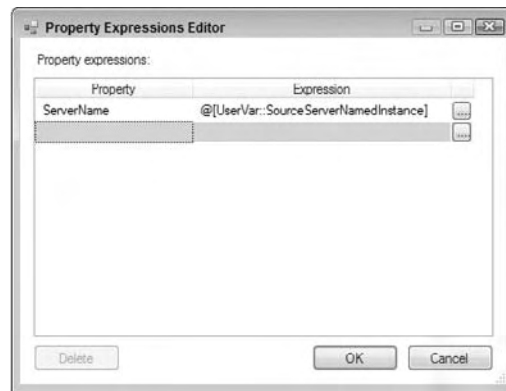 Property Expressions Editor
Property expressions:
Property Expression
ServerName @[UserVar::SourceServerNamedInstance]
...
...
Delete OK Cancel